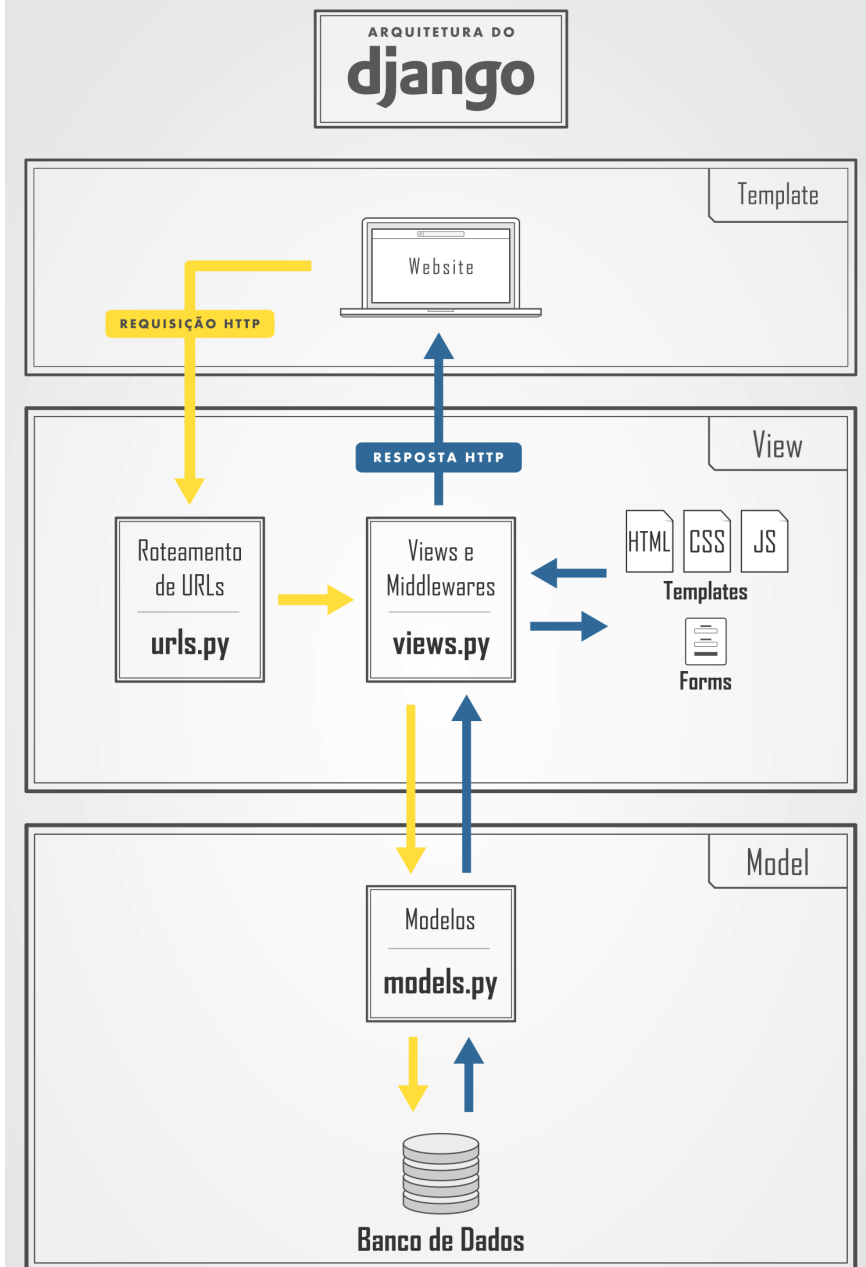 ARQUITETURA DO
django
Template
Website
REQUISIÇÃO HTTP
View
RESPOSTA HTTP
Roteamento
de URLs
urls.py
Views e
Middlewares
views.py
HTML
CSS
JS
Templates
Forms
Model
Modelos
models.py
Banco de Dados